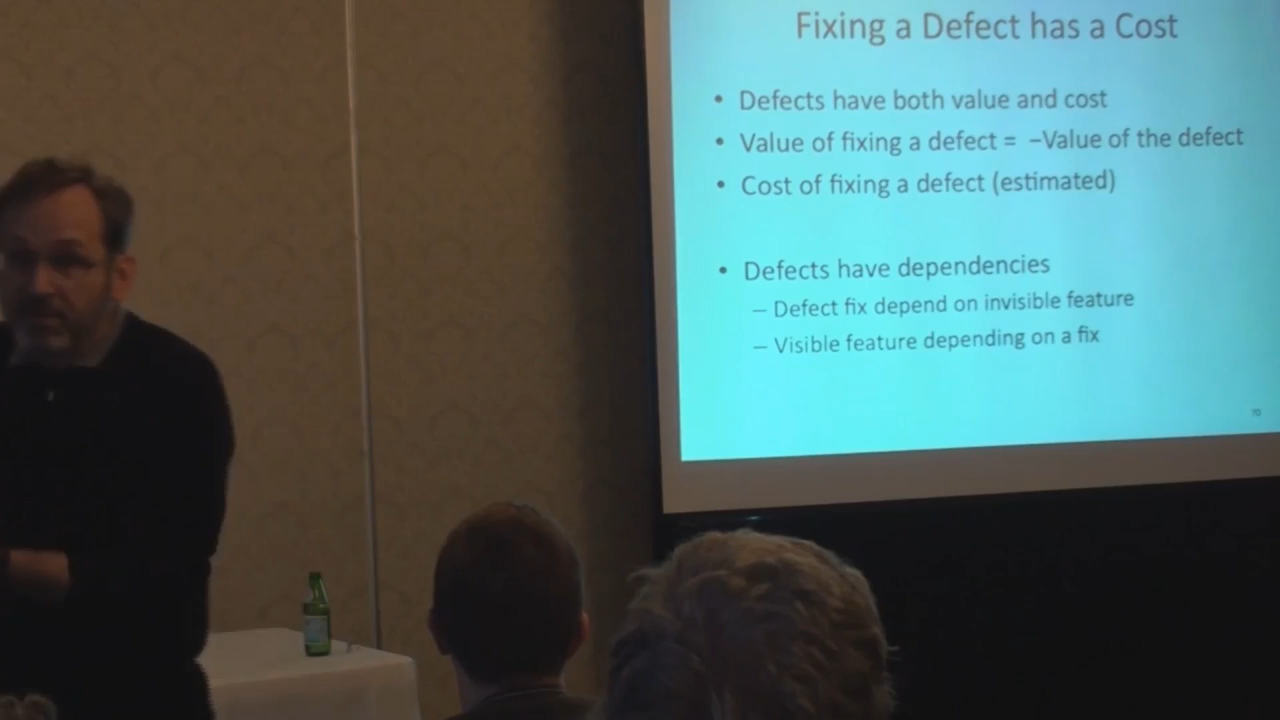 Fixing a Defect has a Cost
• Defects have both value and cost
• Value of fixing a defect = –Value of the defect
• Cost of fixing a defect (estimated)
• Defects have dependencies
– Defect fix depend on invisible feature
– Visible feature depending on a fix
70